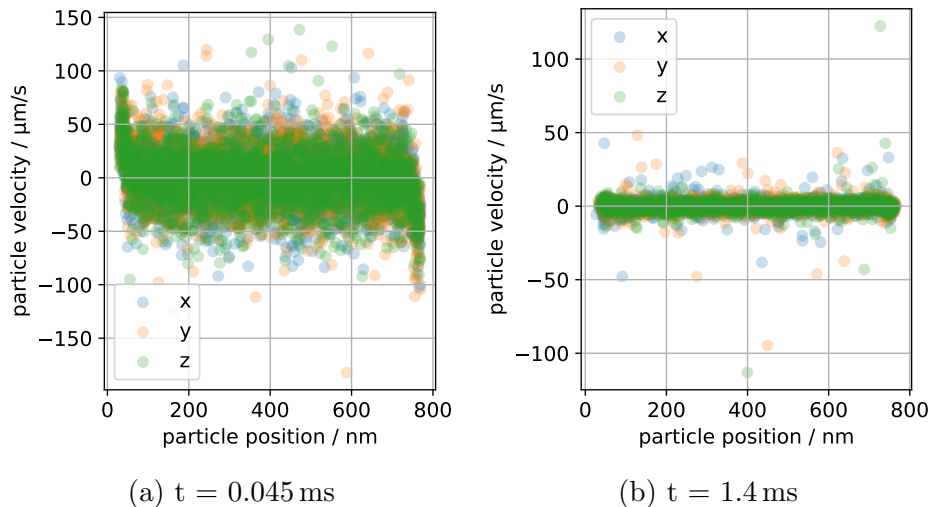 150
100
50
0
−50
−100
−150
particle velocity / µm/s
x
y
z
0
200
400
600
800
particle position / nm
(a) t = 0.045 ms
100
50
0
−50
−100
particle velocity / µm/s
x
y
z
0
200
400
600
800
particle position / nm
(b) t = 1.4 ms